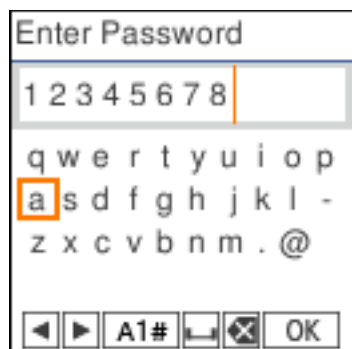 Enter Password
12345678
q w e r t y u i o p
a s d f g h j k l -
z x c v b n m . @
A1# OK